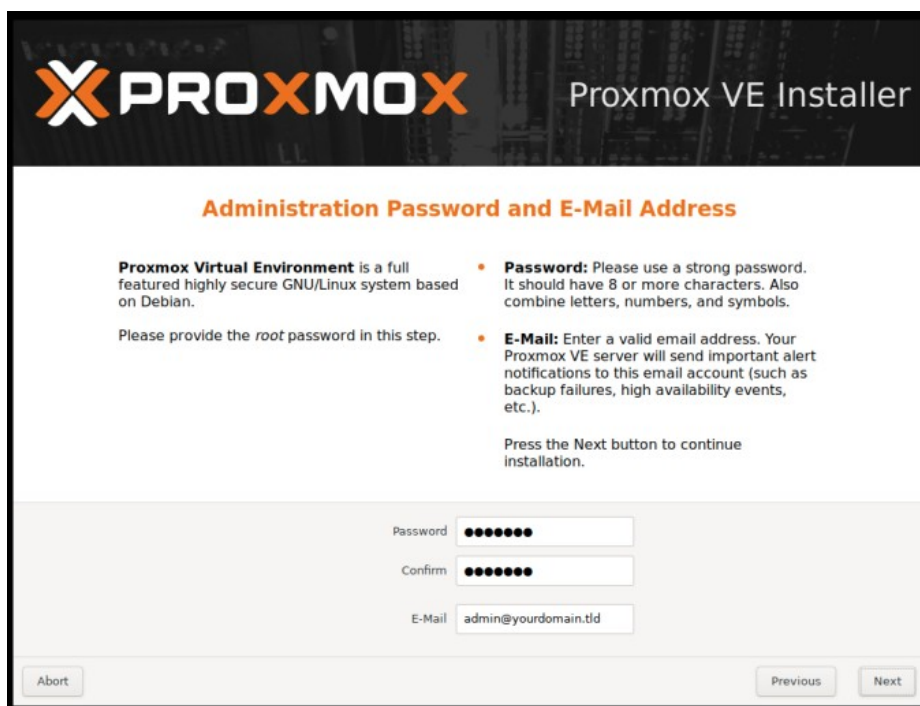 PROXMOX
Proxmox VE Installer
Administration Password and E-Mail Address
Proxmox Virtual Environment is a full
featured highly secure GNU/Linux system based
on Debian.
Please provide the root password in this step.
• Password: Please use a strong password.
It should have 8 or more characters. Also
combine letters, numbers, and symbols.
• E-Mail: Enter a valid email address. Your
Proxmox VE server will send important alert
notifications to this email account (such as
backup failures, high availability events,
etc.).
Press the Next button to continue
installation.
Password ●●●●●●●
Confirm ●●●●●●●
E-Mail admin@yourdomain.tld
Abort
Previous
Next